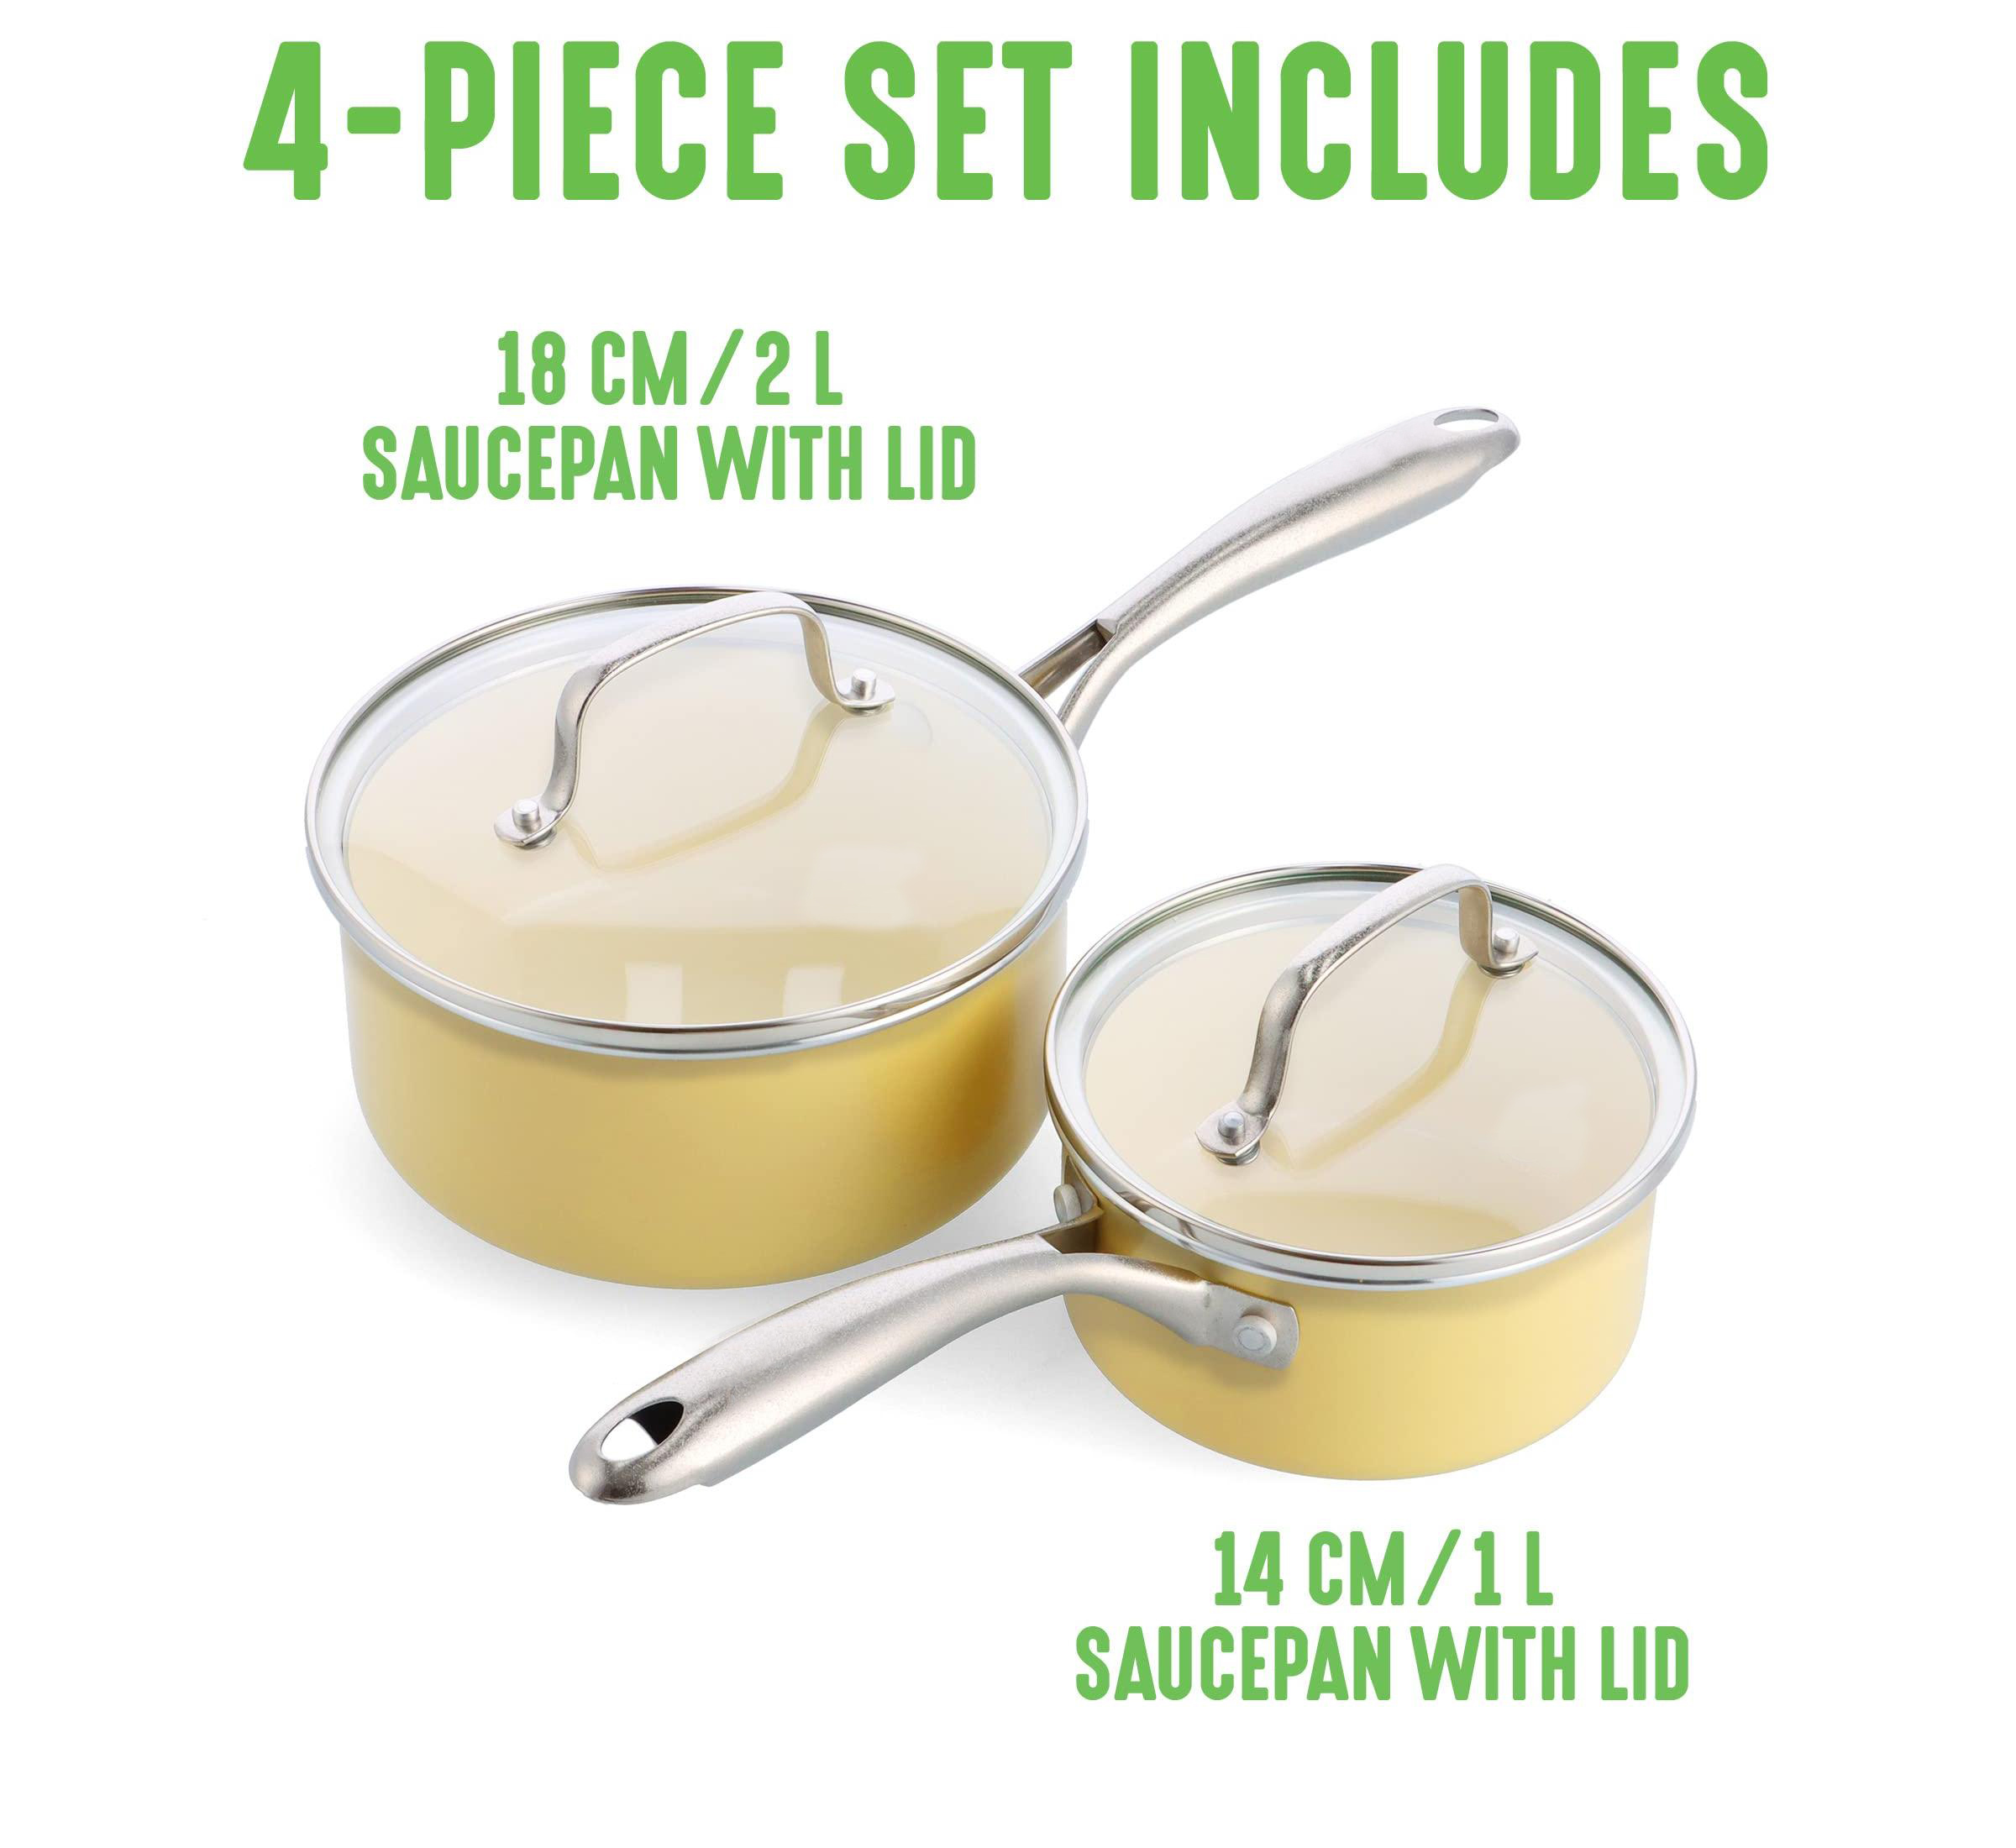 4-PIECE SET INCLUDES
18 CM/2 L
SAUCEPAN WITH LID
14 CM/1 L
SAUCEPAN WITH LID